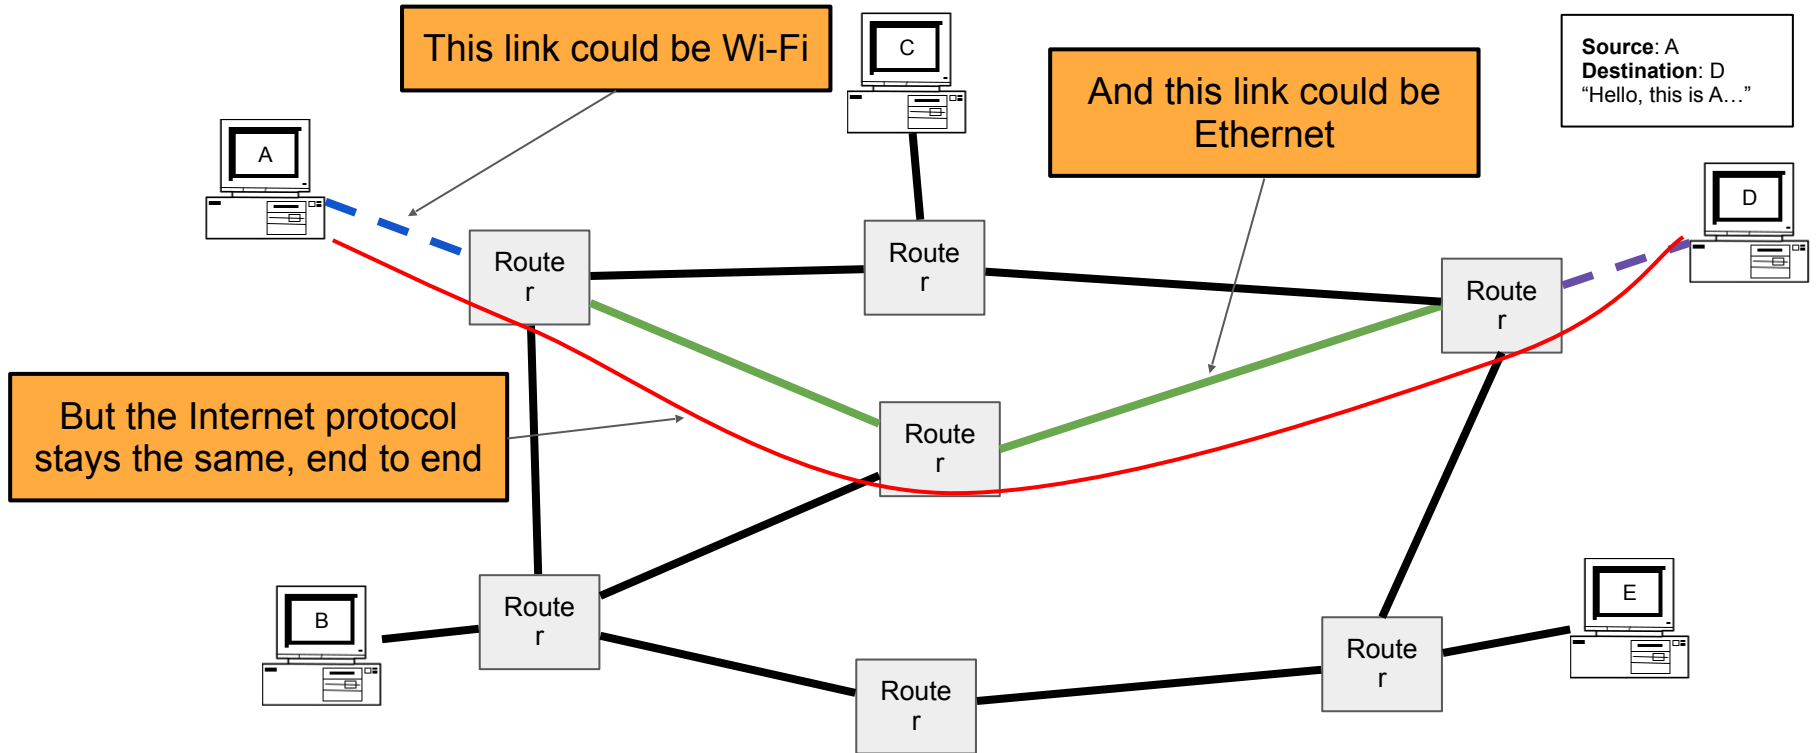 This link could be Wi-Fi
C
And this link could be
Ethernet
Source: A
Destination: D
“Hello, this is A…”
A
D
Route
r
Route
r
Route
r
But the Internet protocol
stays the same, end to end
Route
r
B
Route
r
E
Route
r
Route
r